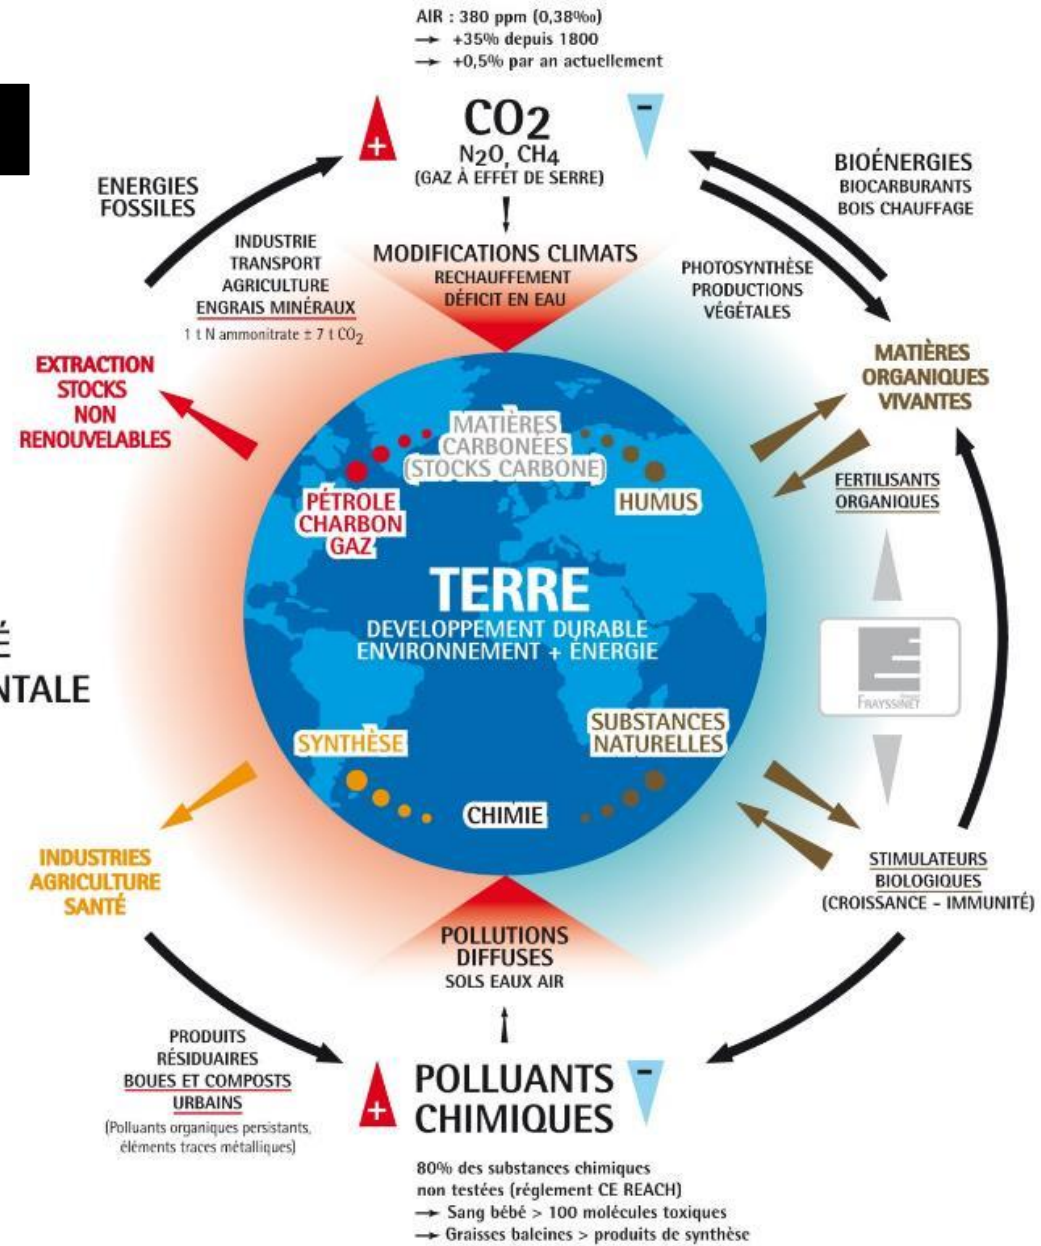 AIR : 380 ppm (0,38‰)
→ +35% depuis 1800
→ +0,5% par an actuellement
+
CO2
-
N2O, CH4
(GAZ À EFFET DE SERRE)
ENERGIES
FOSSILES
BIOÉNERGIES
BIOCARBURANTS
BOIS CHAUFFAGE
INDUSTRIE
TRANSPORT
AGRICULTURE
ENGRAIS MINÉRAUX
1 t N ammonitrate ± 7 t CO2
MODIFICATIONS CLIMATS
RECHAUFFEMENT
DÉFICIT EN EAU
PHOTOSYNTHÈSE
PRODUCTIONS
VÉGÉTALES
EXTRACTION
STOCKS
NON
RENOUVELABLES
MATIÈRES
ORGANIQUES
VIVANTES
MATIÈRES
CARBONÉES
(STOCKS CARBONE)
PÉTROLE
CHARBON
GAZ
HUMUS
FERTILISANTS
ORGANIQUES
TERRE
DEVELOPPEMENT DURABLE
ENVIRONNEMENT + ÉNERGIE
É
NTALE
FRAYSSINET
SYNTHÈSE
SUBSTANCES
NATURELLES
CHIMIE
INDUSTRIES
AGRICULTURE
SANTÉ
STIMULATEURS
BIOLOGIQUES
(CROISSANCE - IMMUNITÉ)
POLLUTIONS
DIFFUSES
SOLS EAUX AIR
PRODUITS
RÉSIDUAIRES
BOUES ET COMPOSTS
URBAINS
(Polluants organiques persistants,
éléments traces métalliques)
+
POLLUANTS
CHIMIQUES
-
80% des substances chimiques
non testées (réglement CE REACH)
→ Sang bébé > 100 molécules toxiques
→ Graisses baleines > produits de synthèse